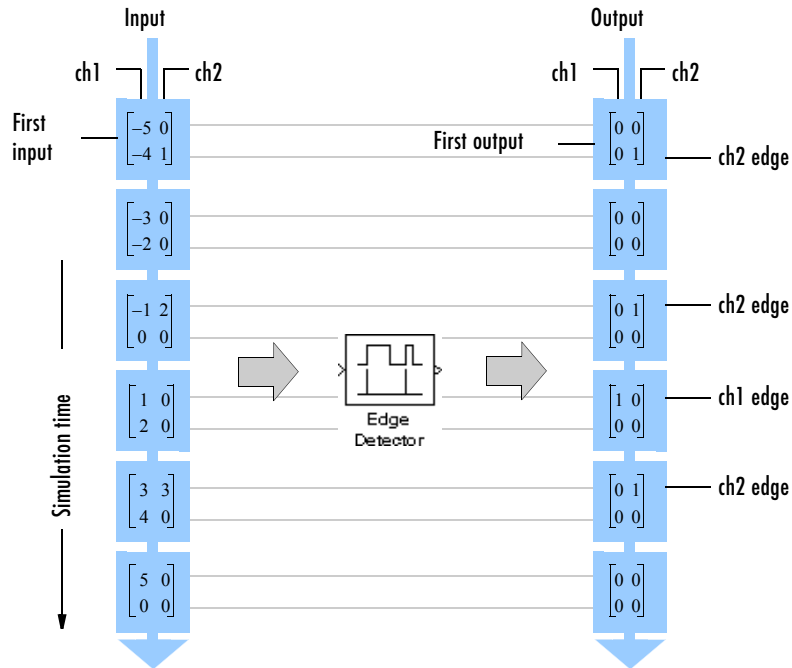 Input
Output
ch1
ch2
ch1
ch2
First
input
−5 0
−4 1
First output
0 0
0 1
ch2 edge
−3 0
−2 0
0 0
0 0
−1 2
0 0
0 1
0 0
ch2 edge
Simulation time
1 0
2 0
Edge
Detector
1 0
0 0
ch1 edge
3 3
4 0
0 1
0 0
ch2 edge
5 0
0 0
0 0
0 0